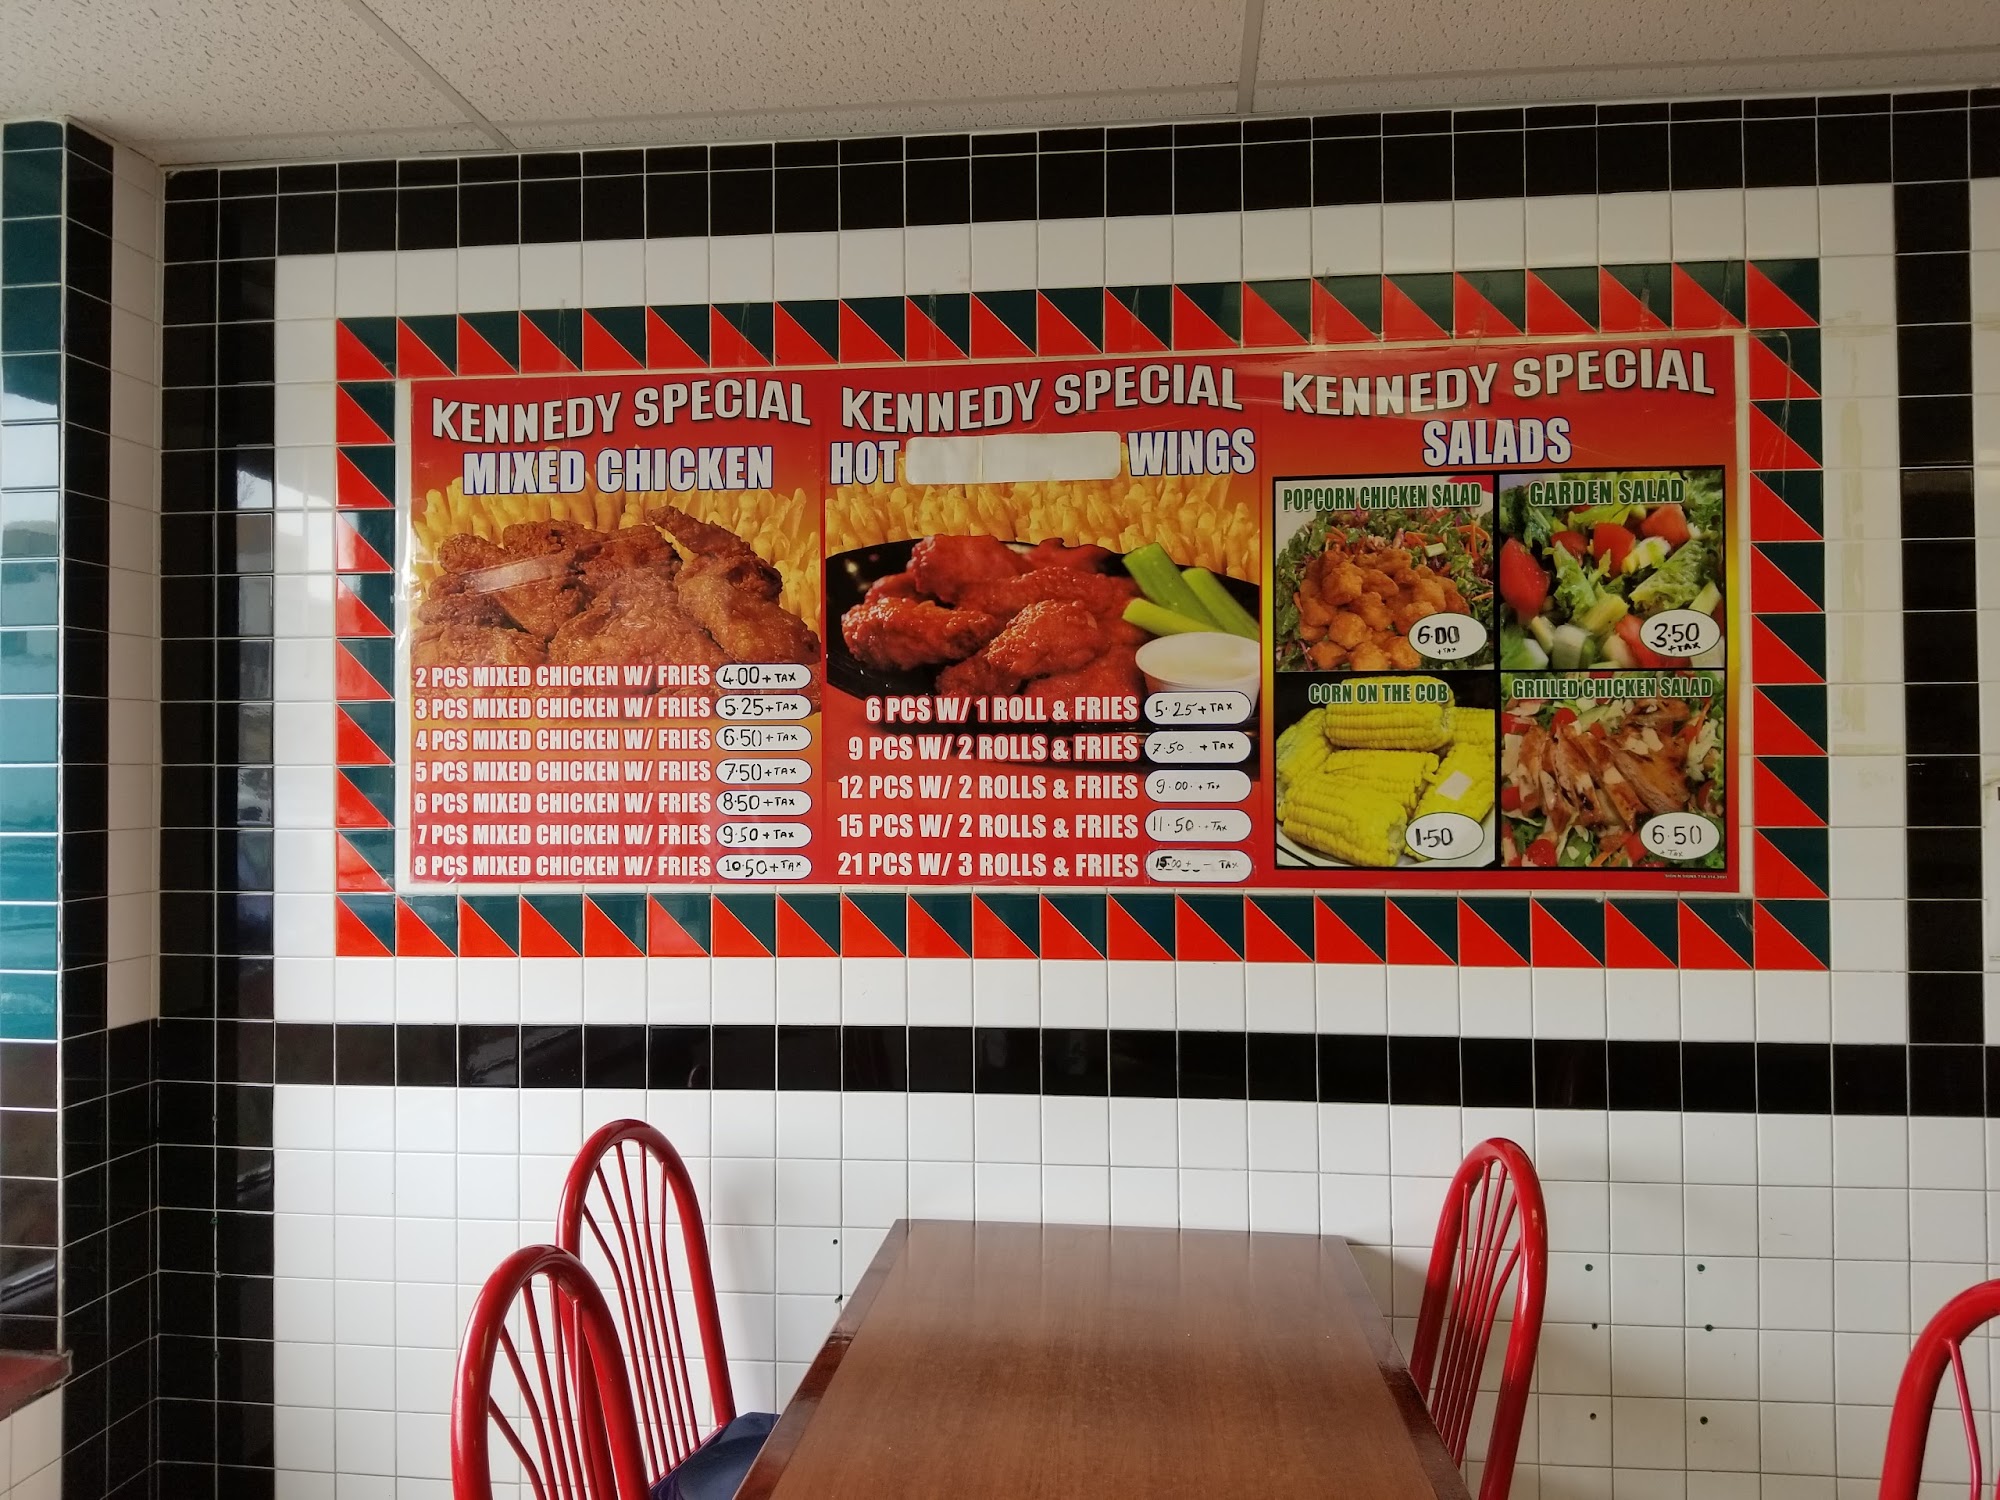 KENNEDY SPECIAL
MIXED CHICKEN
2 PCS MIXED CHICKEN W/ FRIES 4.00 + TAX
3 PCS MIXED CHICKEN W/ FRIES 5.25 + TAX
4 PCS MIXED CHICKEN W/ FRIES 6.50 + TAX
5 PCS MIXED CHICKEN W/ FRIES 7.50 + TAX
6 PCS MIXED CHICKEN W/ FRIES 8.50 + TAX
7 PCS MIXED CHICKEN W/ FRIES 9.50 + TAX
8 PCS MIXED CHICKEN W/ FRIES 10.50 + TAX
KENNEDY SPECIAL
HOT WINGS
6 PCS W/ 1 ROLL & FRIES 5.25 + TAX
9 PCS W/ 2 ROLLS & FRIES 7.50 + TAX
12 PCS W/ 2 ROLLS & FRIES 9.00 + Tax
15 PCS W/ 2 ROLLS & FRIES 11.50 + TAX
21 PCS W/ 3 ROLLS & FRIES 15.00 + TAX
KENNEDY SPECIAL
SALADS
POPCORN CHICKEN SALAD
6.00
+ TAX
GARDEN SALAD
3.50
+ TAX
CORN ON THE COB
1.50
GRILLED CHICKEN SALAD
6.50
+ TAX